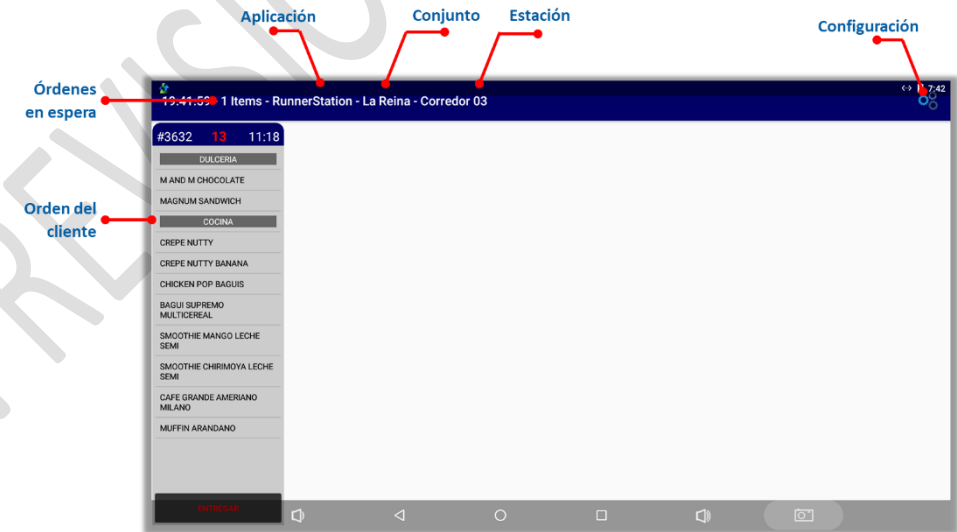 Aplicación
Conjunto
Estación
Configuración
Órdenes
en espera
7:42
19:41:59 - 1 Items - RunnerStation - La Reina - Corredor 03
#3632 13 11:18
DULCERIA
M AND M CHOCOLATE
MAGNUM SANDWICH
Orden del
cliente
COCINA
CREPE NUTTY
CREPE NUTTY BANANA
CHICKEN POP BAGUIS
BAGUI SUPREMO
MULTICEREAL
SMOOTHIE MANGO LECHE
SEMI
SMOOTHIE CHIRIMOYA LECHE
SEMI
CAFE GRANDE AMERIANO
MILANO
MUFFIN ARANDANO
ENTREGAR